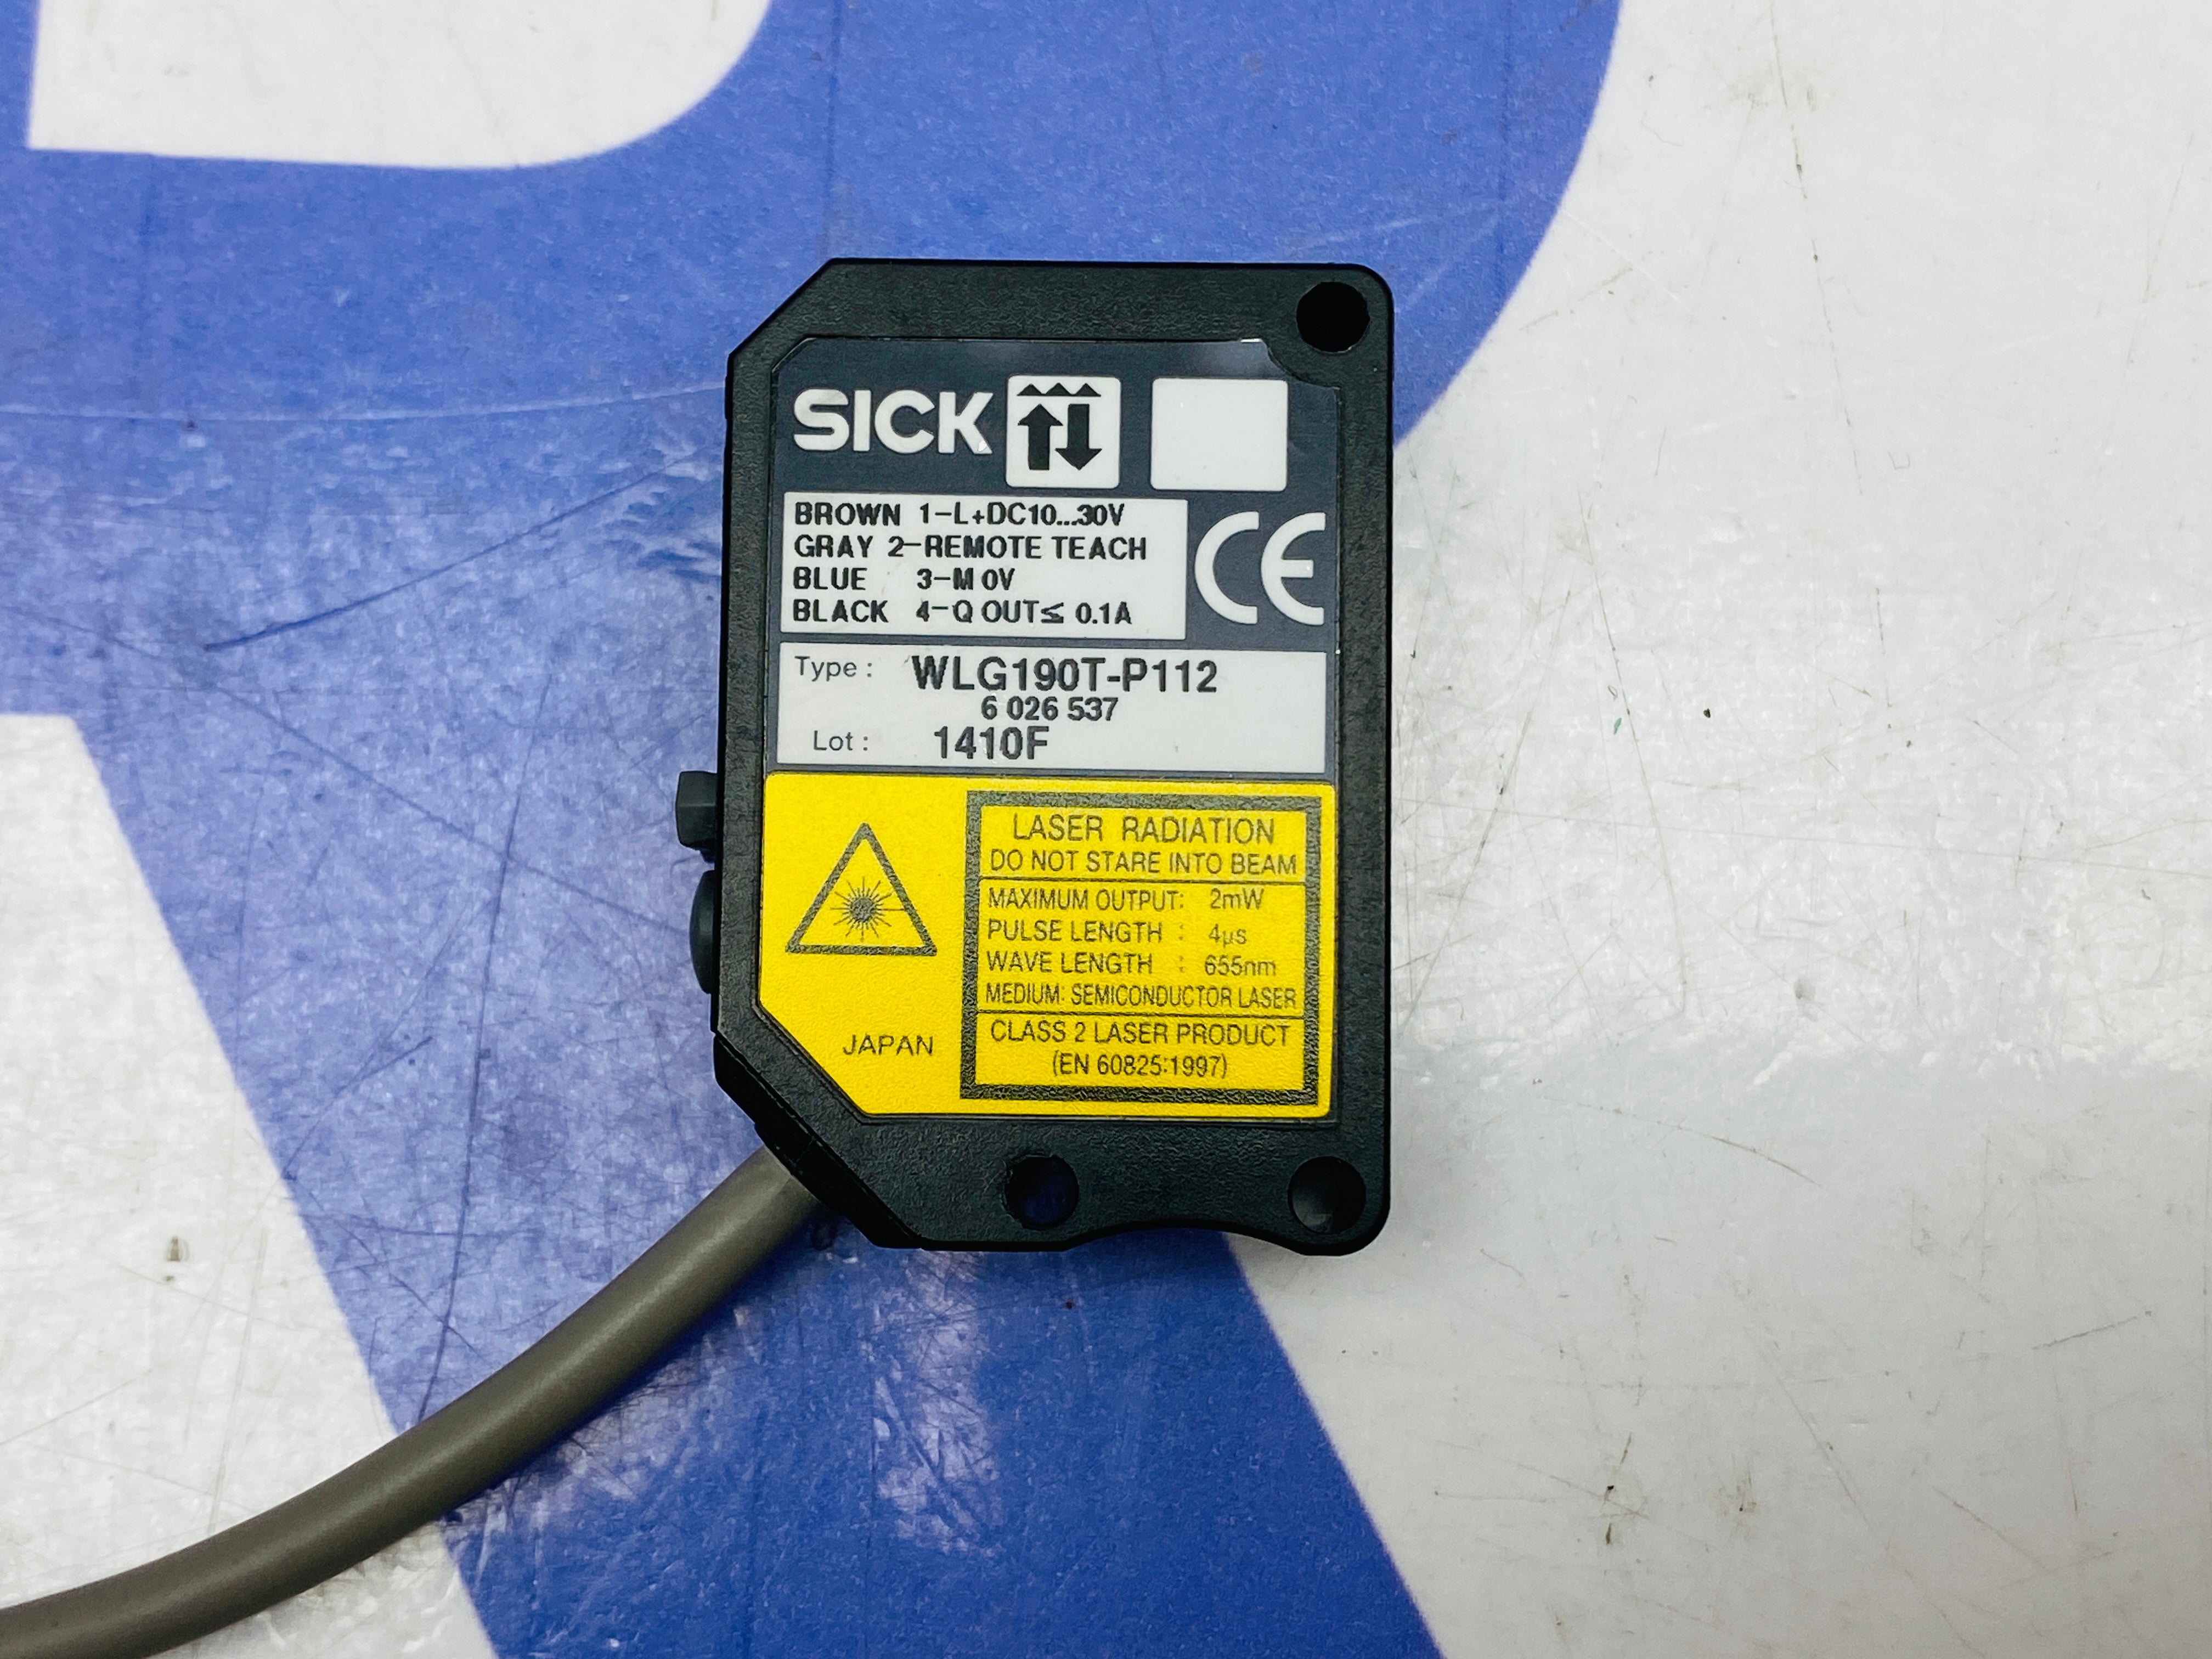 SICK
BROWN 1-L+DC10...30V
GRAY 2-REMOTE TEACH
BLUE 3-M 0V
BLACK 4-Q OUT≤ 0.1A
CE
Type : WLG190T-P112
6 026 537
Lot : 1410F
LASER RADIATION
DO NOT STARE INTO BEAM
MAXIMUM OUTPUT: 2mW
PULSE LENGTH : 4µs
WAVE LENGTH : 655nm
MEDIUM: SEMICONDUCTOR LASER
CLASS 2 LASER PRODUCT
(EN 60825:1997)
JAPAN